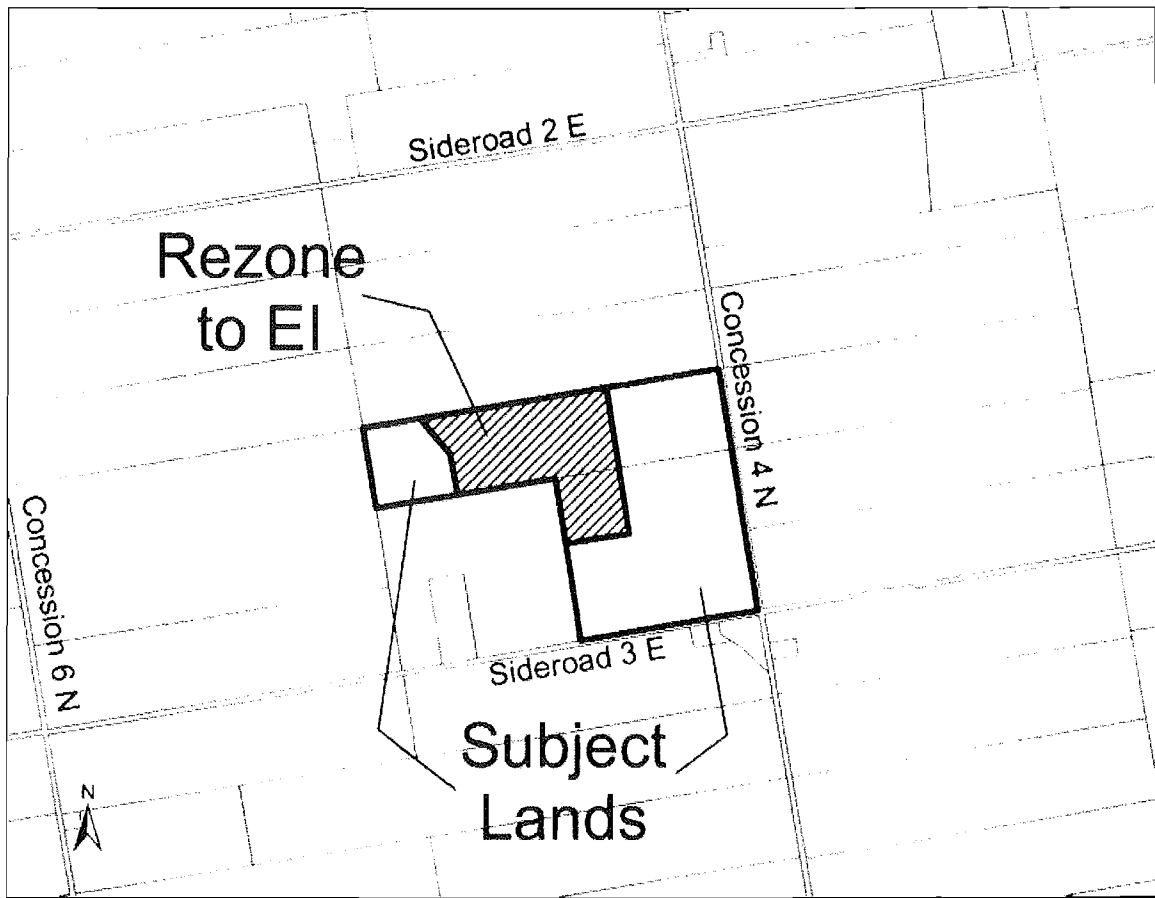 Sideroad 2 E
Rezone
to EI
Concession 4 N
Concession 6 N
Sideroad 3 E
Subject
Lands
N